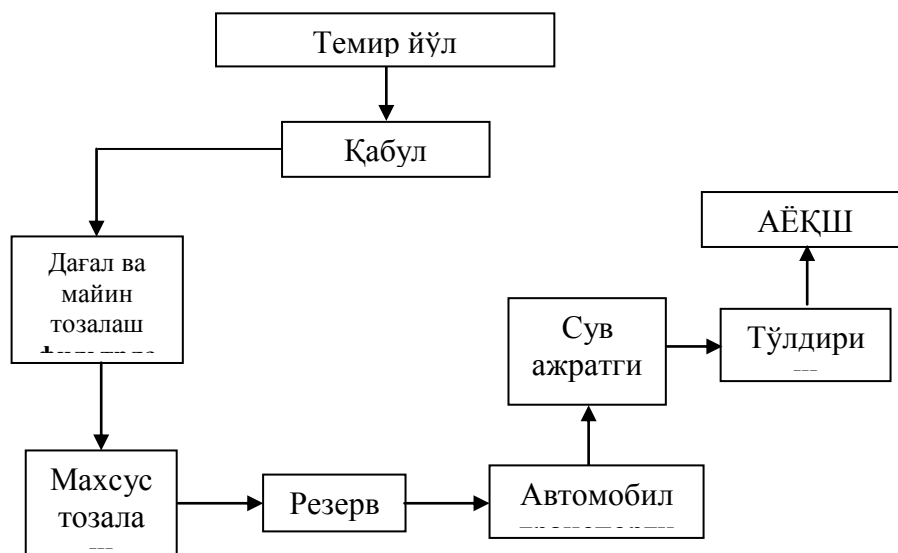 Темир йўл
Қабул
АЁҚШ
Дағал ва
майин
тозалаш
Сув
ажратги
Тўлдири
Махсус
тозала
Резерв
Автомобил